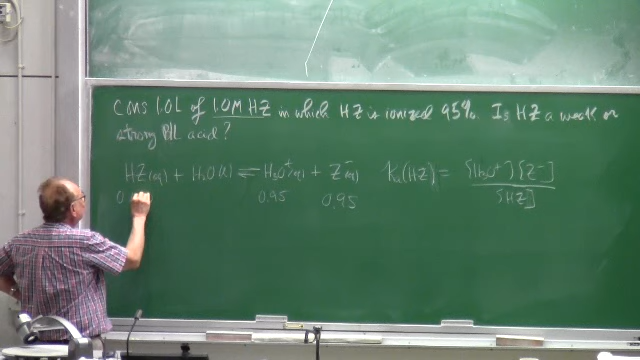 Cons 1.0L of 1.0M HZ in which HZ is ionized 95%. Is HZ a weak or
strong BL acid?
HZ(aq) + H₂O(l) ⇌ H₃O⁺(aq) + Z⁻(aq) Ka(HZ) = [H₃O⁺][Z⁻] / [HZ]
0 0.95 0.95